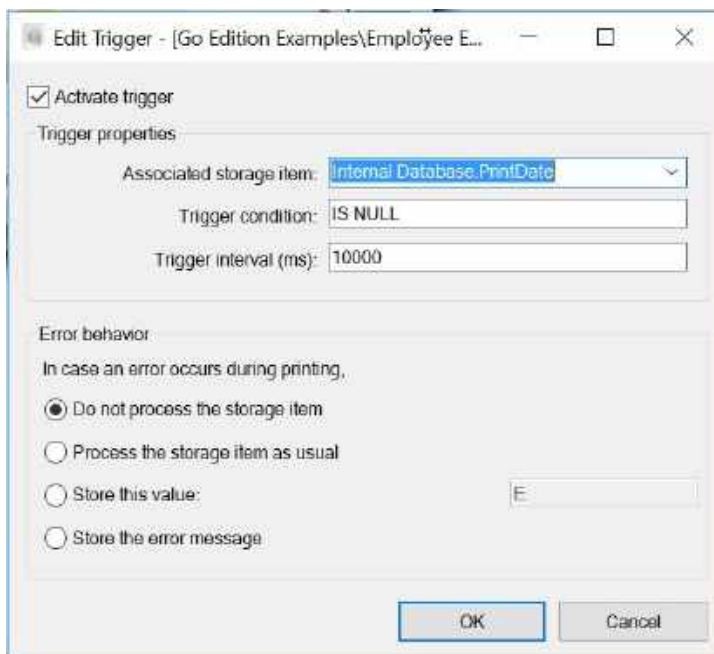 Edit Trigger - [Go Edition Examples\Employee E...
Activate trigger
Trigger properties
Associated storage item: Internal Database.PrintDate
Trigger condition: IS NULL
Trigger interval (ms): 10000
Error behavior
In case an error occurs during printing,
Do not process the storage item
Process the storage item as usual
Store this value: E
Store the error message
OK Cancel